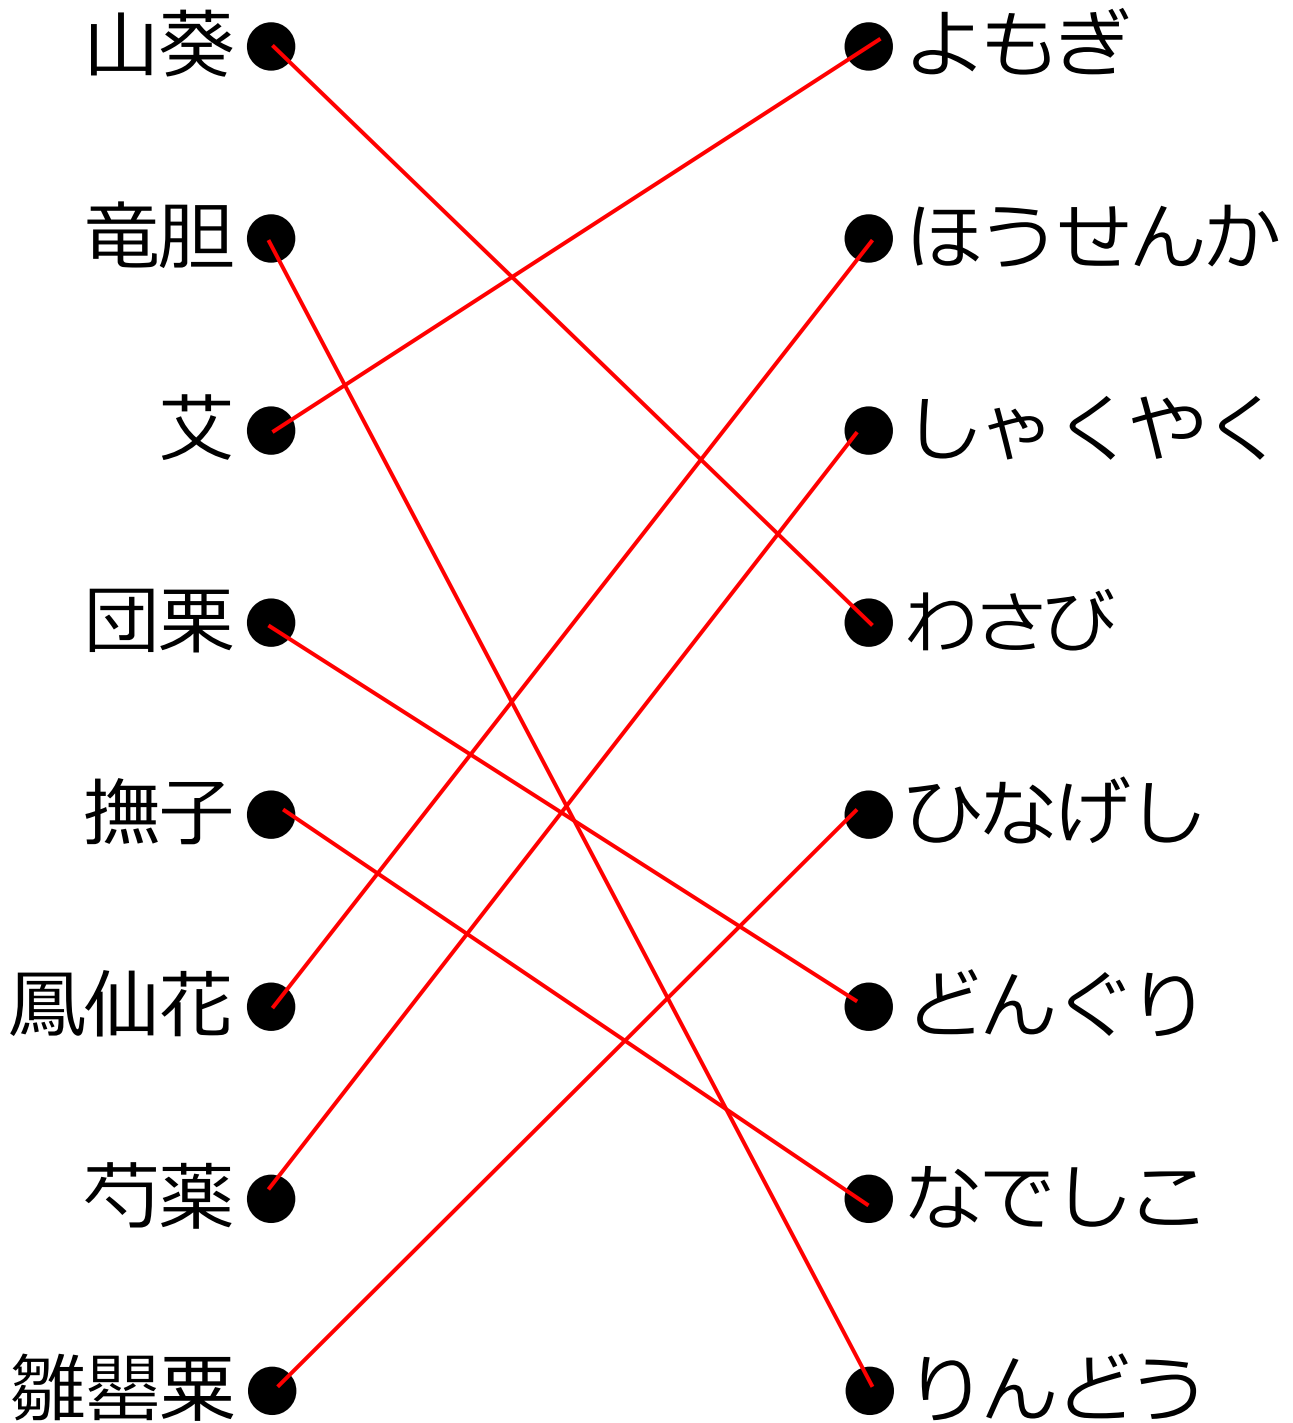 山葵 よもぎ
竜胆 ほうせんか
艾 しゃくやく
団栗 わさび
撫子 ひなげし
鳳仙花 どんぐり
芍薬 なでしこ
雛罌粟 りんどう